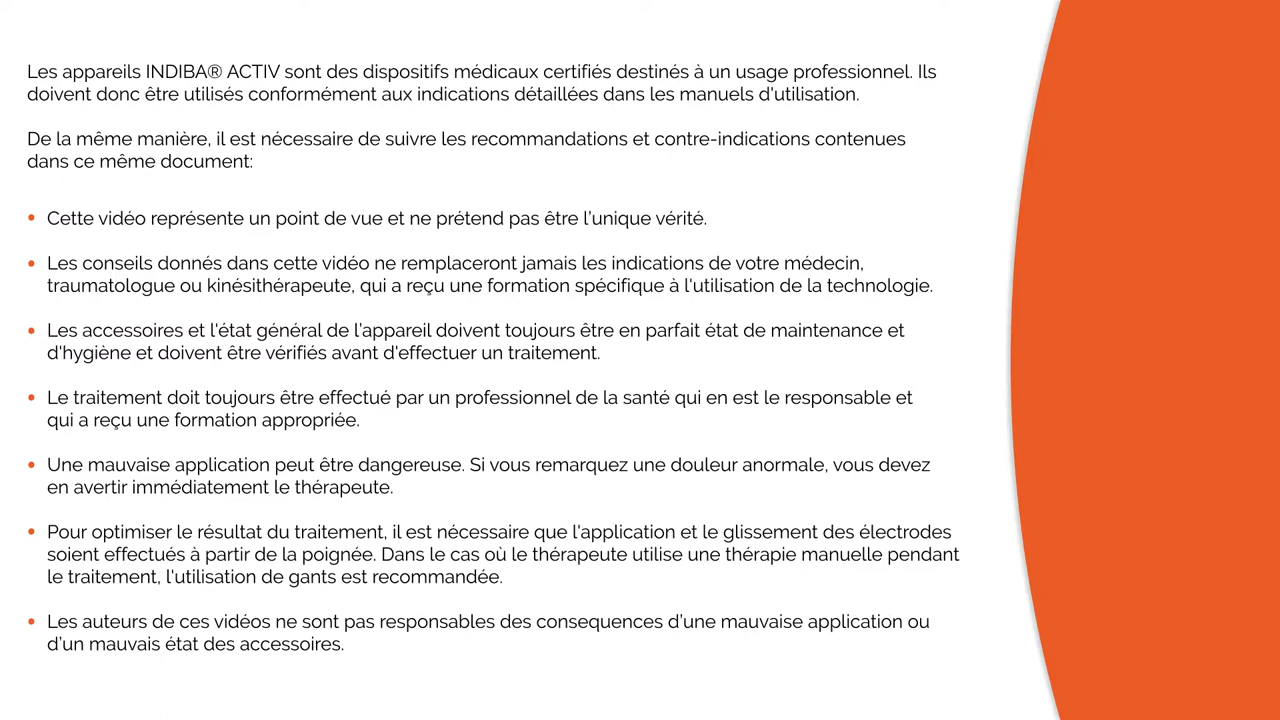 Les appareils INDIBA® ACTIV sont des dispositifs médicaux certifiés destinés à un usage professionnel. Ils
doivent donc être utilisés conformément aux indications détaillées dans les manuels d'utilisation.
De la même manière, il est nécessaire de suivre les recommandations et contre-indications contenues
dans ce même document:
• Cette vidéo représente un point de vue et ne prétend pas être l’unique vérité.
• Les conseils donnés dans cette vidéo ne remplaceront jamais les indications de votre médecin,
traumatologue ou kinésithérapeute, qui a reçu une formation spécifique à l'utilisation de la technologie.
• Les accessoires et l'état général de l’appareil doivent toujours être en parfait état de maintenance et
d'hygiène et doivent être vérifiés avant d'effectuer un traitement.
• Le traitement doit toujours être effectué par un professionnel de la santé qui en est le responsable et
qui a reçu une formation appropriée.
• Une mauvaise application peut être dangereuse. Si vous remarquez une douleur anormale, vous devez
en avertir immédiatement le thérapeute.
• Pour optimiser le résultat du traitement, il est nécessaire que l'application et le glissement des électrodes
soient effectués à partir de la poignée. Dans le cas où le thérapeute utilise une thérapie manuelle pendant
le traitement, l'utilisation de gants est recommandée.
• Les auteurs de ces vidéos ne sont pas responsables des consequences d’une mauvaise application ou
d’un mauvais état des accessoires.